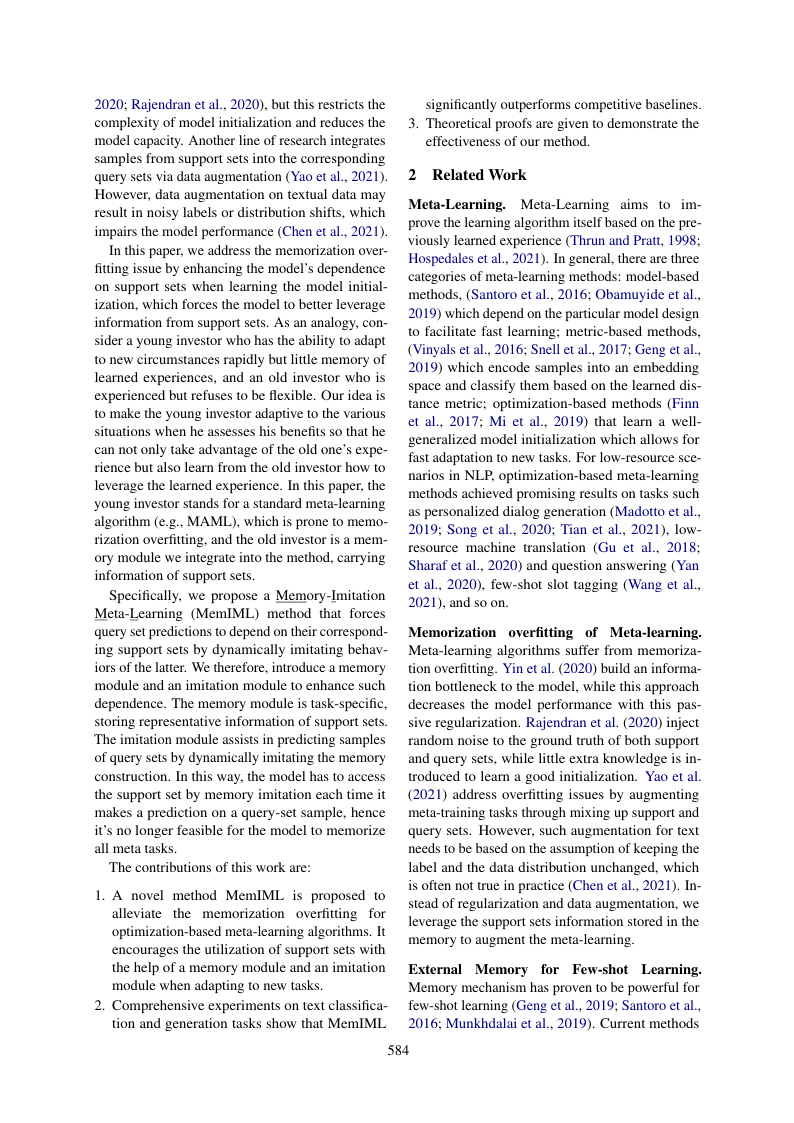 2020; Rajendran et al., 2020), but this restricts the
complexity of model initialization and reduces the
model capacity. Another line of research integrates
samples from support sets into the corresponding
query sets via data augmentation (Yao et al., 2021).
However, data augmentation on textual data may
result in noisy labels or distribution shifts, which
impairs the model performance (Chen et al., 2021).
In this paper, we address the memorization over-
fitting issue by enhancing the model's dependence
on support sets when learning the model initial-
ization, which forces the model to better leverage
information from support sets. As an analogy, con-
sider a young investor who has the ability to adapt
to new circumstances rapidly but little memory of
learned experiences, and an old investor who is
experienced but refuses to be flexible. Our idea is
to make the young investor adaptive to the various
situations when he assesses his benefits so that he
can not only take advantage of the old one's expe-
rience but also learn from the old investor how to
leverage the learned experience. In this paper, the
young investor stands for a standard meta-learning
algorithm (e.g., MAML), which is prone to memo-
rization overfitting, and the old investor is a mem-
ory module we integrate into the method, carrying
information of support sets.
Specifically, we propose a Memory-Imitation
Meta-Learning (MemIML) method that forces
query set predictions to depend on their correspond-
ing support sets by dynamically imitating behav-
iors of the latter. We therefore, introduce a memory
module and an imitation module to enhance such
dependence. The memory module is task-specific,
storing representative information of support sets.
The imitation module assists in predicting samples
of query sets by dynamically imitating the memory
construction. In this way, the model has to access
the support set by memory imitation each time it
makes a prediction on a query-set sample, hence
it's no longer feasible for the model to memorize
all meta tasks.
The contributions of this work are:
1. A novel method MemIML is proposed to
alleviate the memorization overfitting for
optimization-based meta-learning algorithms. It
encourages the utilization of support sets with
the help of a memory module and an imitation
module when adapting to new tasks.
2. Comprehensive experiments on text classifica-
tion and generation tasks show that MemIML
significantly outperforms competitive baselines.
3. Theoretical proofs are given to demonstrate the
effectiveness of our method.
2 Related Work
Meta-Learning. Meta-Learning aims to im-
prove the learning algorithm itself based on the pre-
viously learned experience (Thrun and Pratt, 1998;
Hospedales et al., 2021). In general, there are three
categories of meta-learning methods: model-based
methods, (Santoro et al., 2016; Obamuyide et al.,
2019) which depend on the particular model design
to facilitate fast learning; metric-based methods,
(Vinyals et al., 2016; Snell et al., 2017; Geng et al.,
2019) which encode samples into an embedding
space and classify them based on the learned dis-
tance metric; optimization-based methods (Finn
et al., 2017; Mi et al., 2019) that learn a well-
generalized model initialization which allows for
fast adaptation to new tasks. For low-resource sce-
narios in NLP, optimization-based meta-learning
methods achieved promising results on tasks such
as personalized dialog generation (Madotto et al.,
2019; Song et al., 2020; Tian et al., 2021), low-
resource machine translation (Gu et al., 2018;
Sharaf et al., 2020) and question answering (Yan
et al., 2020), few-shot slot tagging (Wang et al.,
2021), and so on.
Memorization overfitting of Meta-learning.
Meta-learning algorithms suffer from memoriza-
tion overfitting. Yin et al. (2020) build an informa-
tion bottleneck to the model, while this approach
decreases the model performance with this pas-
sive regularization. Rajendran et al. (2020) inject
random noise to the ground truth of both support
and query sets, while little extra knowledge is in-
troduced to learn a good initialization. Yao et al.
(2021) address overfitting issues by augmenting
meta-training tasks through mixing up support and
query sets. However, such augmentation for text
needs to be based on the assumption of keeping the
label and the data distribution unchanged, which
is often not true in practice (Chen et al., 2021). In-
stead of regularization and data augmentation, we
leverage the support sets information stored in the
memory to augment the meta-learning.
External Memory for Few-shot Learning.
Memory mechanism has proven to be powerful for
few-shot learning (Geng et al., 2019; Santoro et al.,
2016; Munkhdalai et al., 2019). Current methods
584